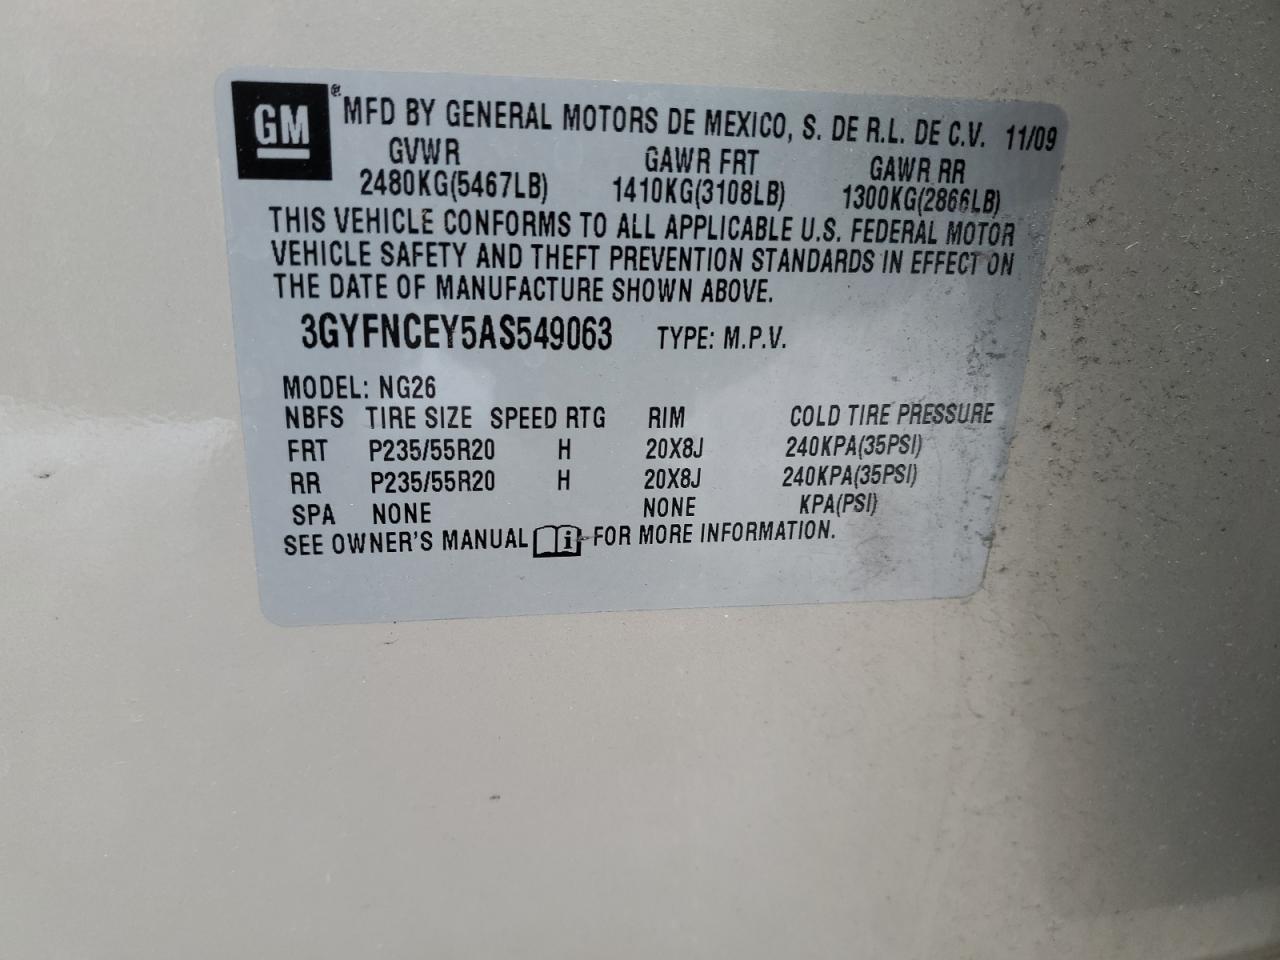 GM® MFD BY GENERAL MOTORS DE MEXICO, S. DE R.L. DE C.V. 11/09
GVWR GAWR FRT GAWR RR
2480KG(5467LB) 1410KG(3108LB) 1300KG(2866LB)
THIS VEHICLE CONFORMS TO ALL APPLICABLE U.S. FEDERAL MOTOR
VEHICLE SAFETY AND THEFT PREVENTION STANDARDS IN EFFECT ON
THE DATE OF MANUFACTURE SHOWN ABOVE.
3GYFNCEY5AS549063 TYPE: M.P.V.
MODEL: NG26
NBFS TIRE SIZE SPEED RTG RIM COLD TIRE PRESSURE
FRT P235/55R20 H 20X8J 240KPA(35PSI)
RR P235/55R20 H 20X8J 240KPA(35PSI)
SPA NONE NONE KPA(PSI)
SEE OWNER'S MANUAL i FOR MORE INFORMATION.